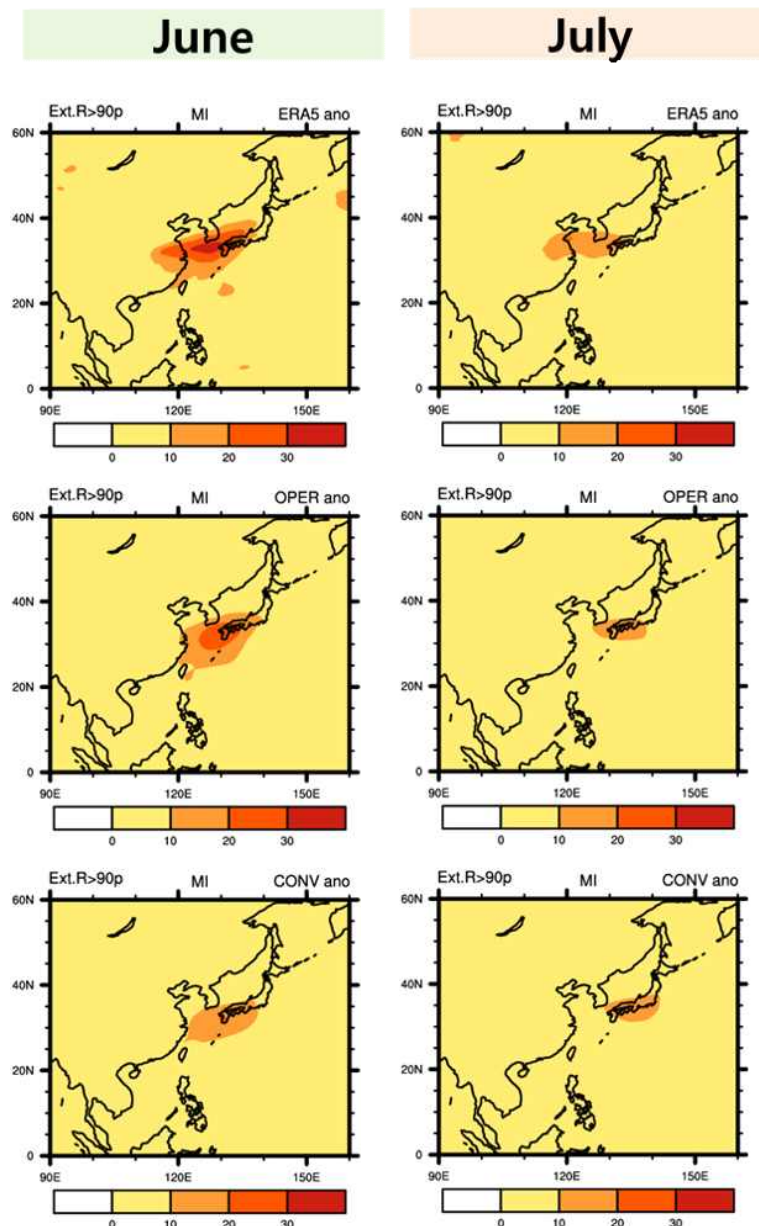 June July
Ext.R>90p MI ERA5 ano Ext.R>90p MI ERA5 ano
60N 60N
40N 40N
20N 20N
0 0
90E 120E 150E 90E 120E 150E
0 10 20 30 0 10 20 30
Ext.R>90p MI OPER ano Ext.R>90p MI OPER ano
60N 60N
40N 40N
20N 20N
0 0
90E 120E 150E 90E 120E 150E
0 10 20 30 0 10 20 30
Ext.R>90p MI CONV ano Ext.R>90p MI CONV ano
60N 60N
40N 40N
20N 20N
0 0
90E 120E 150E 90E 120E 150E
0 10 20 30 0 10 20 30